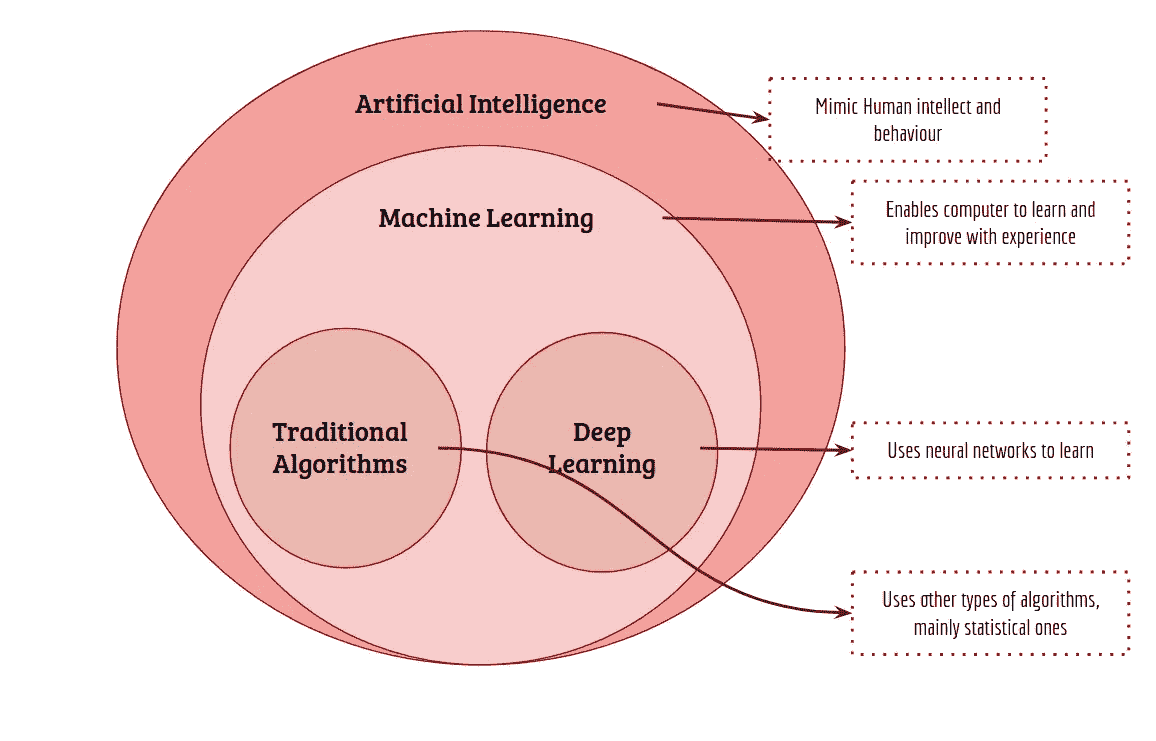 Artificial Intelligence
Mimic Human intellect and
behaviour
Machine Learning
Enables computer to learn and
improve with experience
Traditional
Algorithms
Deep
Learning
Uses neural networks to learn
Uses other types of algorithms,
mainly statistical ones